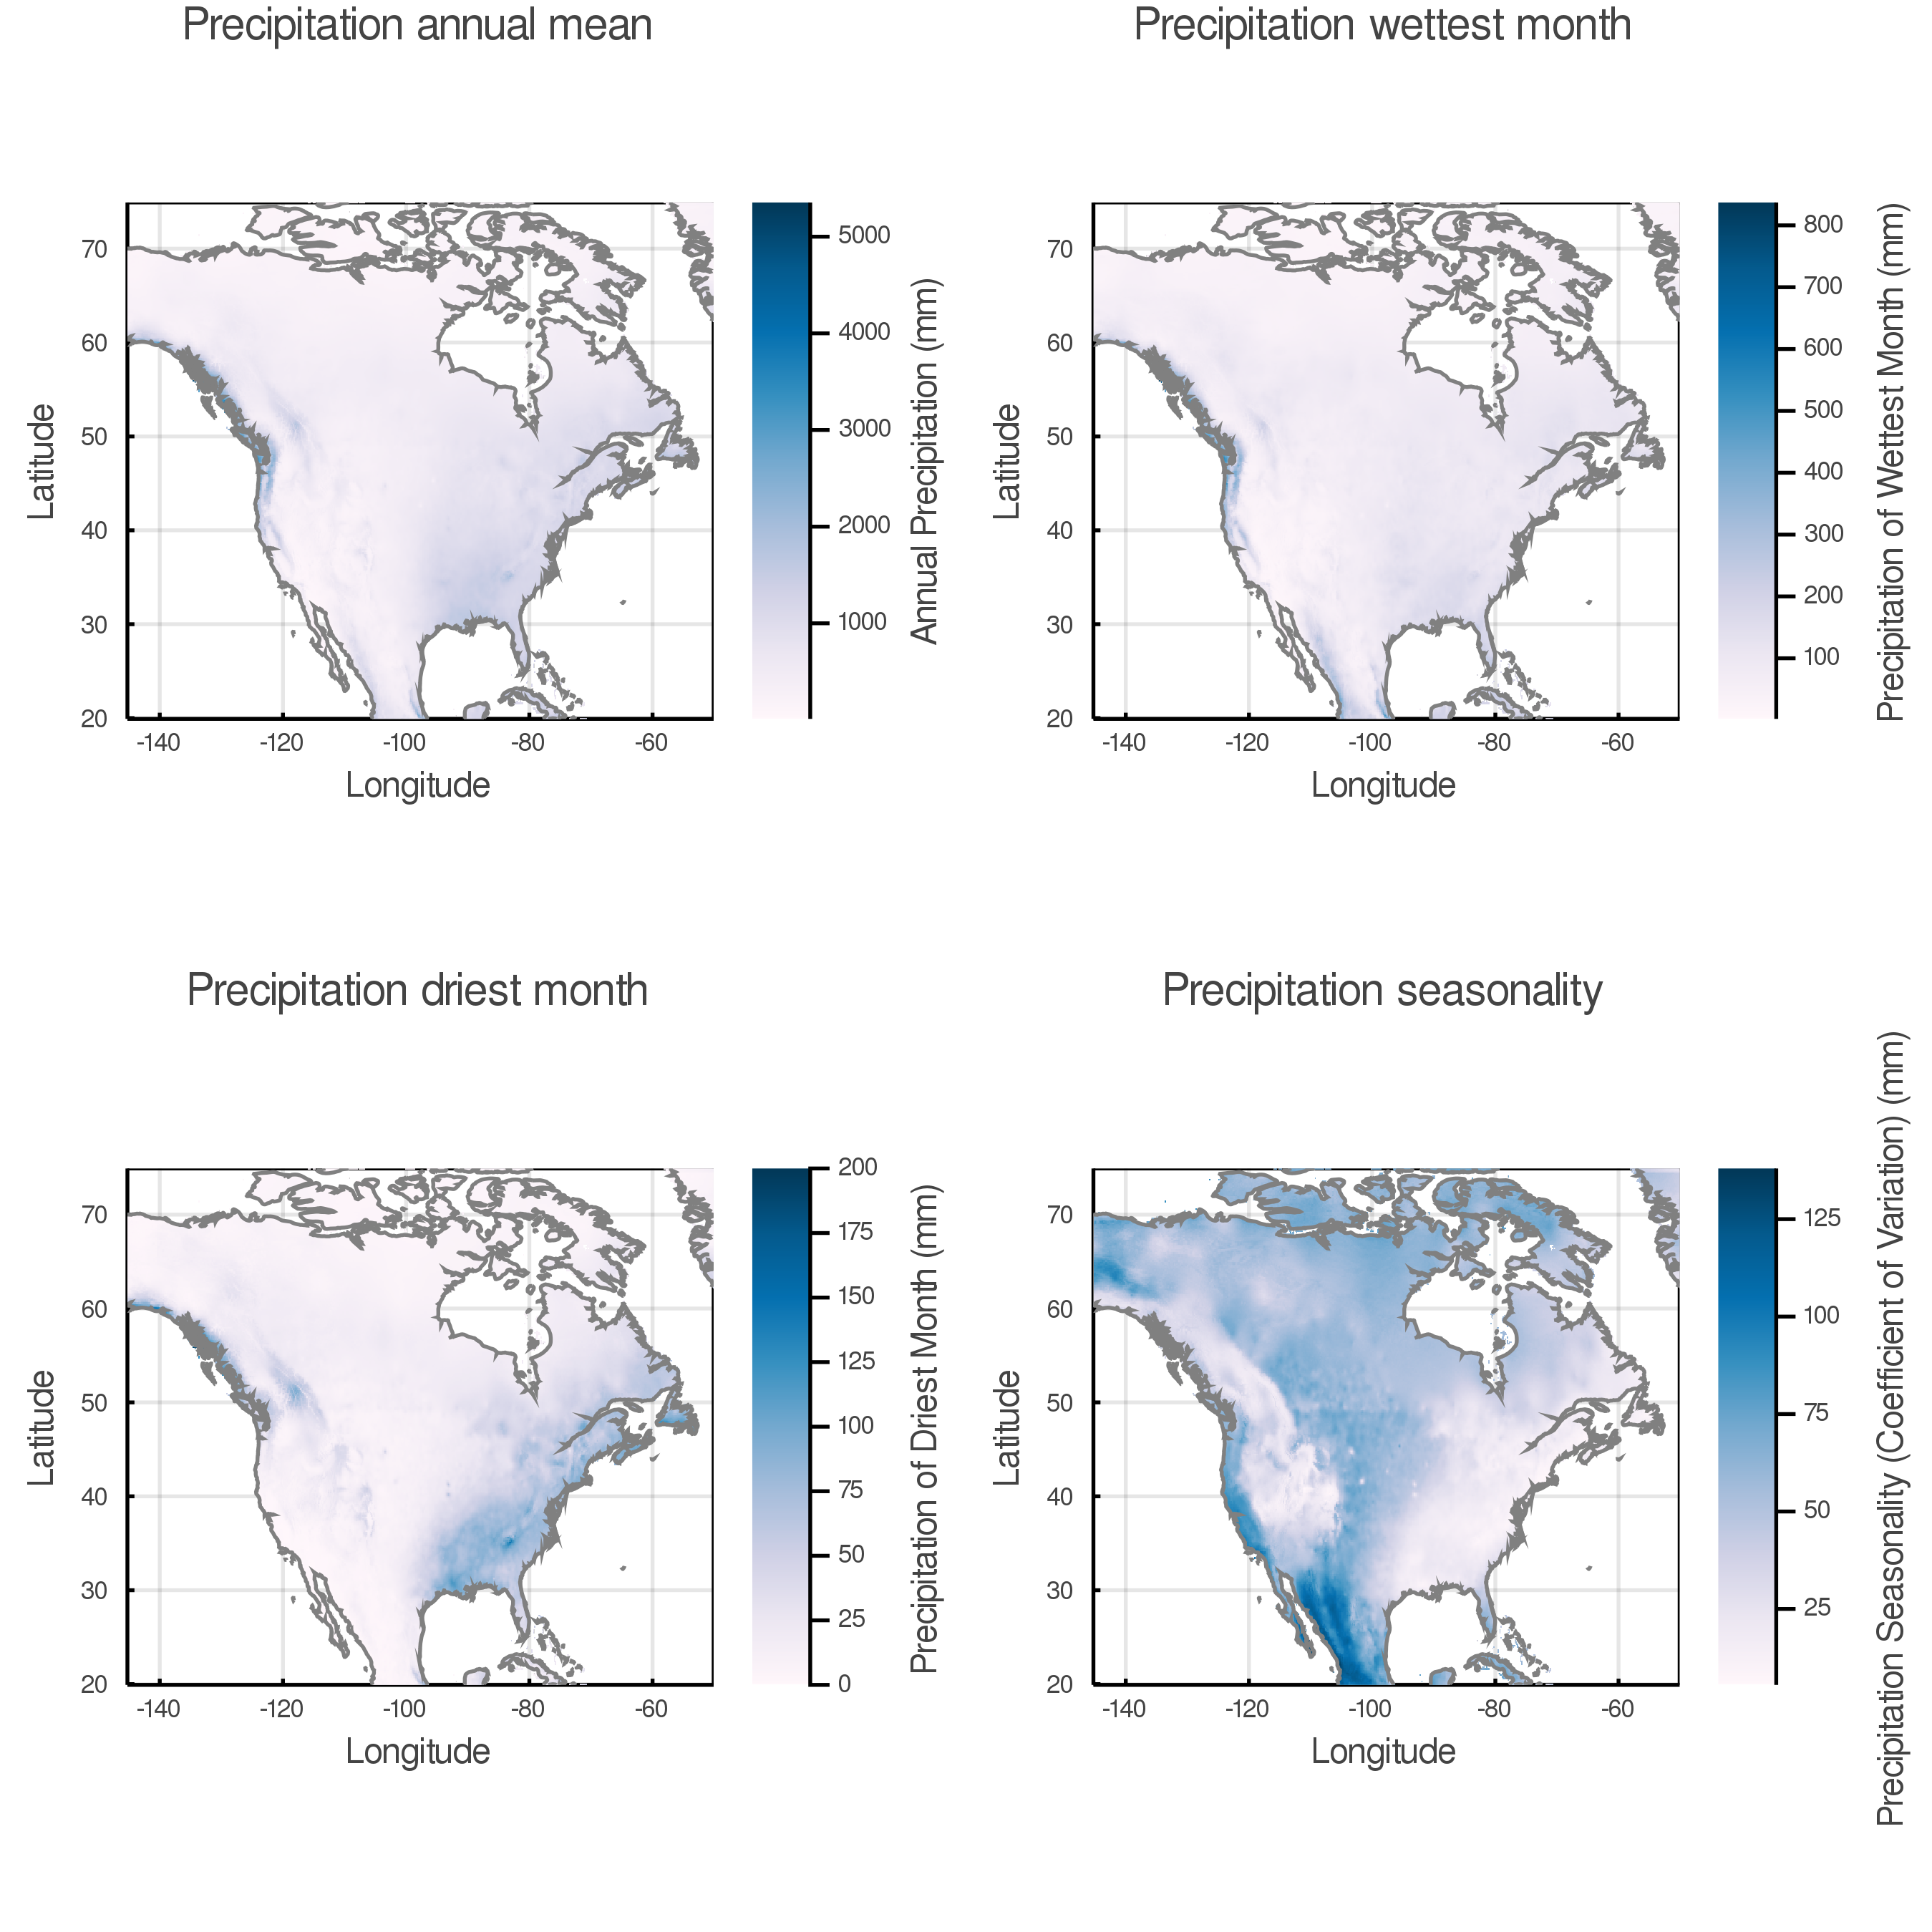 Precipitation annual mean
70
60
50
40
30
20
-140 -120 -100 -80 -60
Latitude
Longitude
5000
4000
3000
2000
1000
Annual Precipitation (mm)
Precipitation wettest month
70
60
50
40
30
20
-140 -120 -100 -80 -60
Latitude
Longitude
800
700
600
500
400
300
200
100
Precipitation of Wettest Month (mm)
Precipitation driest month
70
60
50
40
30
20
-140 -120 -100 -80 -60
Latitude
Longitude
200
175
150
125
100
75
50
25
0
Precipitation of Driest Month (mm)
Precipitation seasonality
70
60
50
40
30
20
-140 -120 -100 -80 -60
Latitude
Longitude
125
100
75
50
25
Precipitation Seasonality (Coefficient of Variation) (mm)